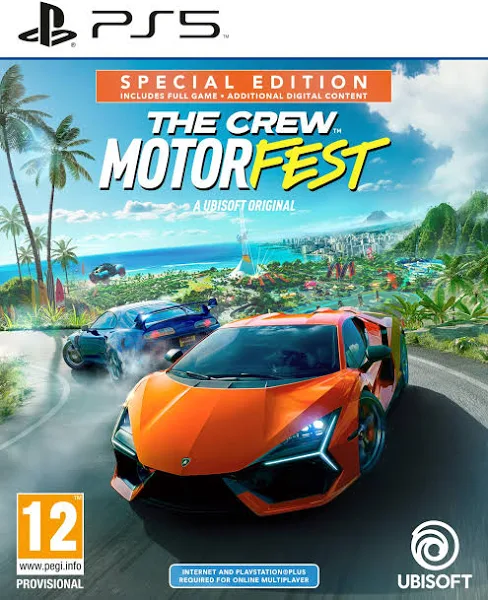 PS5
SPECIAL EDITION
INCLUDES FULL GAME • ADDITIONAL DIGITAL CONTENT
THE CREW™
MOTORFEST
A UBISOFT ORIGINAL
12
www.pegi.info
PROVISIONAL
INTERNET AND PLAYSTATION®PLUS
REQUIRED FOR ONLINE MULTIPLAYER
UBISOFT